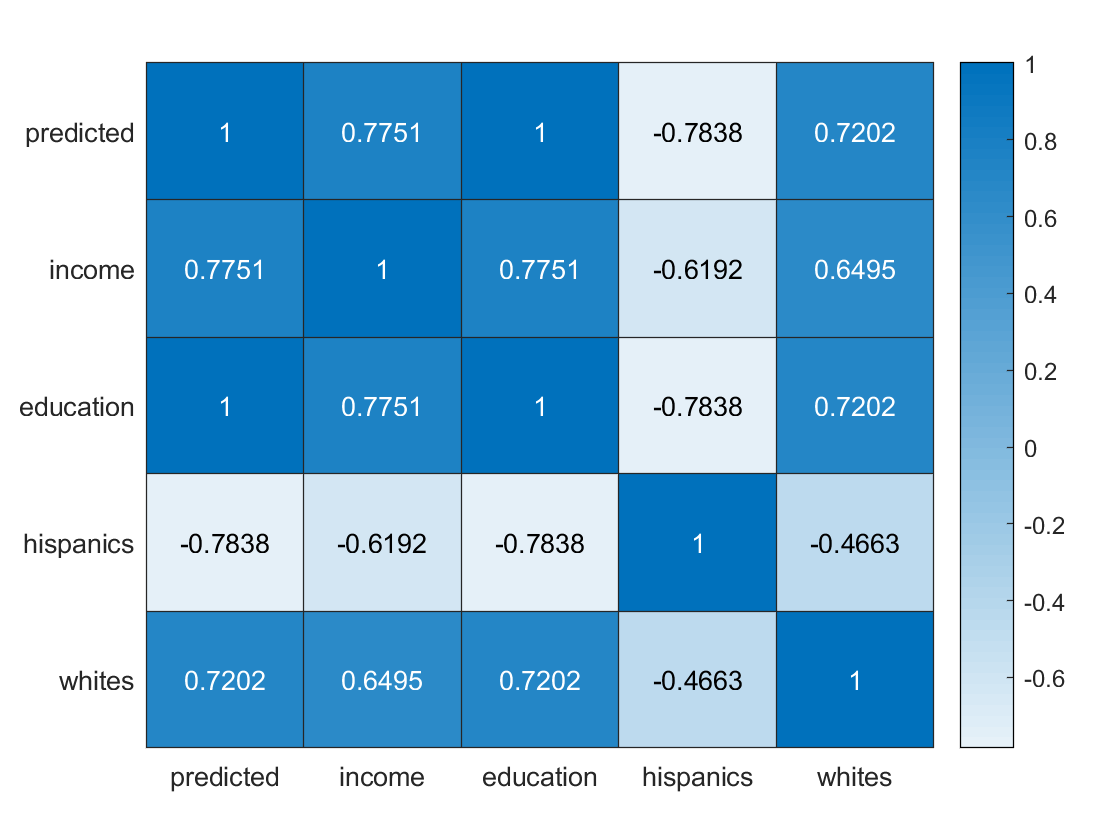 predicted 1 0.7751 1 -0.7838 0.7202
income 0.7751 1 0.7751 -0.6192 0.6495
education 1 0.7751 1 -0.7838 0.7202
hispanics -0.7838 -0.6192 -0.7838 1 -0.4663
whites 0.7202 0.6495 0.7202 -0.4663 1
predicted income education hispanics whites
1
0.8
0.6
0.4
0.2
0
-0.2
-0.4
-0.6